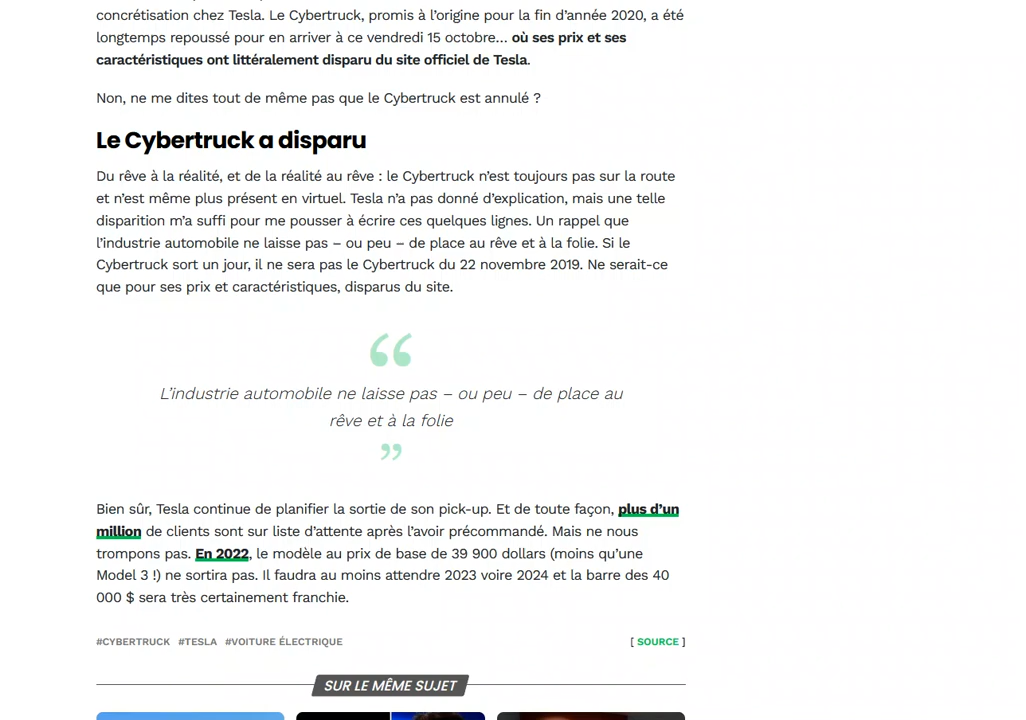 concrétisation chez Tesla. Le Cybertruck, promis à l’origine pour la fin d’année 2020, a été
longtemps repoussé pour en arriver à ce vendredi 15 octobre… où ses prix et ses
caractéristiques ont littéralement disparu du site officiel de Tesla.
Non, ne me dites tout de même pas que le Cybertruck est annulé ?
Le Cybertruck a disparu
Du rêve à la réalité, et de la réalité au rêve : le Cybertruck n’est toujours pas sur la route
et n’est même plus présent en virtuel. Tesla n’a pas donné d’explication, mais une telle
disparition m’a suffi pour me pousser à écrire ces quelques lignes. Un rappel que
l’industrie automobile ne laisse pas – ou peu – de place au rêve et à la folie. Si le
Cybertruck sort un jour, il ne sera pas le Cybertruck du 22 novembre 2019. Ne serait-ce
que pour ses prix et caractéristiques, disparus du site.
“
L’industrie automobile ne laisse pas – ou peu – de place au
rêve et à la folie
”
Bien sûr, Tesla continue de planifier la sortie de son pick-up. Et de toute façon, plus d’un
million de clients sont sur liste d’attente après l’avoir précommandé. Mais ne nous
trompons pas. En 2022, le modèle au prix de base de 39 900 dollars (moins qu’une
Model 3 !) ne sortira pas. Il faudra au moins attendre 2023 voire 2024 et la barre des 40
000 $ sera très certainement franchie.
#CYBERTRUCK #TESLA #VOITURE ÉLECTRIQUE [ SOURCE ]
SUR LE MÊME SUJET